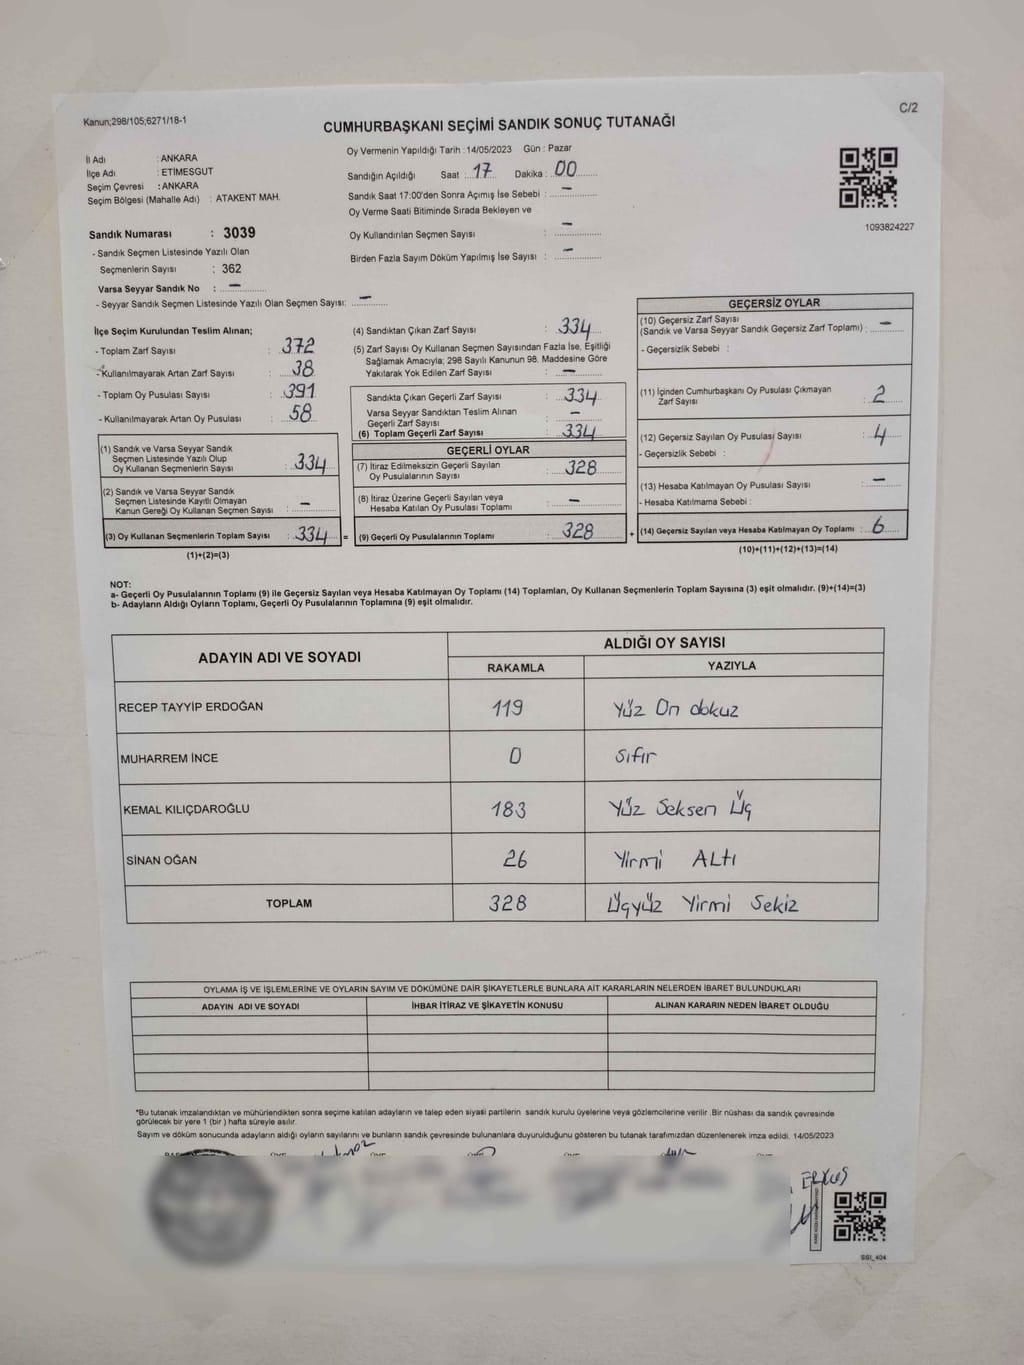 Kanun;298/105;6271/18-1
C/2
CUMHURBAŞKANI SEÇİMİ SANDIK SONUÇ TUTANAĞI
İl Adı : ANKARA
İlçe Adı : ETİMESGUT
Seçim Çevresi : ANKARA
Seçim Bölgesi (Mahalle Adı) : ATAKENT MAH.
Sandık Numarası : 3039
- Sandık Seçmen Listesinde Yazılı Olan
Seçmenlerin Sayısı : 362
Varsa Seyyar Sandık No : —
- Seyyar Sandık Seçmen Listesinde Yazılı Olan Seçmen Sayısı: —
Oy Vermenin Yapıldığı Tarih : 14/05/2023 Gün : Pazar
Sandığın Açıldığı Saat : 17 Dakika : 00
Sandık Saat 17:00'den Sonra Açımış İse Sebebi : —
Oy Verme Saati Bitiminde Sırada Bekleyen ve
Oy Kullandırılan Seçmen Sayısı : —
Birden Fazla Sayım Döküm Yapılmış İse Sayısı : —
1093824227
İlçe Seçim Kurulundan Teslim Alınan;
- Toplam Zarf Sayısı : 372
- Kullanılmayarak Artan Zarf Sayısı : 38
- Toplam Oy Pusulası Sayısı : 391
- Kullanılmayarak Artan Oy Pusulası : 58
(1) Sandık ve Varsa Seyyar Sandık
Seçmen Listesinde Yazılı Olup
Oy Kullanan Seçmenlerin Sayısı : 334
(2) Sandık ve Varsa Seyyar Sandık
Seçmen Listesinde Kayıtlı Olmayan
Kanun Gereği Oy Kullanan Seçmen Sayısı : —
(3) Oy Kullanan Seçmenlerin Toplam Sayısı : 334 =
(1)+(2)=(3)
(4) Sandıktan Çıkan Zarf Sayısı : 334
(5) Zarf Sayısı Oy Kullanan Seçmen Sayısından Fazla İse, Eşitliği
Sağlamak Amacıyla; 298 Sayılı Kanunun 98. Maddesine Göre
Yakılarak Yok Edilen Zarf Sayısı : —
Sandıkta Çıkan Geçerli Zarf Sayısı : 334
Varsa Seyyar Sandıktan Teslim Alınan
Geçerli Zarf Sayısı : —
(6) Toplam Geçerli Zarf Sayısı : 334
GEÇERLİ OYLAR
(7) İtiraz Edilmeksizin Geçerli Sayılan
Oy Pusulalarının Sayısı : 328
(8) İtiraz Üzerine Geçerli Sayılan veya
Hesaba Katılan Oy Pusulası Toplamı : —
(9) Geçerli Oy Pusulalarının Toplamı : 328 +
GEÇERSİZ OYLAR
(10) Geçersiz Zarf Sayısı
(Sandık ve Varsa Seyyar Sandık Geçersiz Zarf Toplamı) : —
- Geçersizlik Sebebi :
(11) İçinden Cumhurbaşkanı Oy Pusulası Çıkmayan
Zarf Sayısı : 2
(12) Geçersiz Sayılan Oy Pusulası Sayısı : 4
- Geçersizlik Sebebi :
(13) Hesaba Katılmayan Oy Pusulası Sayısı : —
- Hesaba Katılmama Sebebi :
(14) Geçersiz Sayılan veya Hesaba Katılmayan Oy Toplamı : 6
(10)+(11)+(12)+(13)=(14)
NOT:
a- Geçerli Oy Pusulalarının Toplamı (9) ile Geçersiz Sayılan veya Hesaba Katılmayan Oy Toplamı (14) Toplamları, Oy Kullanan Seçmenlerin Toplam Sayısına (3) eşit olmalıdır. (9)+(14)=(3)
b- Adayların Aldığı Oyların Toplamı, Geçerli Oy Pusulalarının Toplamına (9) eşit olmalıdır.
ADAYIN ADI VE SOYADI
ALDIĞI OY SAYISI
RAKAMLA YAZIYLA
RECEP TAYYİP ERDOĞAN 119 Yüz On dokuz
MUHARREM İNCE 0 Sıfır
KEMAL KILIÇDAROĞLU 183 Yüz Seksen Üç
SİNAN OĞAN 26 Yirmi ALtı
TOPLAM 328 Üçyüz Yirmi Sekiz
OYLAMA İŞ VE İŞLEMLERİNE VE OYLARIN SAYIM VE DÖKÜMÜNE DAİR ŞİKAYETLERLE BUNLARA AİT KARARLARIN NELERDEN İBARET BULUNDUKLARI
ADAYIN ADI VE SOYADI İHBAR İTİRAZ VE ŞİKAYETİN KONUSU ALINAN KARARIN NEDEN İBARET OLDUĞU
*Bu tutanak imzalandıktan ve mühürlendikten sonra seçime katılan adayların ve talep eden siyasi partilerin sandık kurulu üyelerine veya gözlemcilerine verilir .Bir nüshası da sandık çevresinde
görülecek bir yere 1 (bir ) hafta süreyle asılır.
Sayım ve döküm sonucunda adayların aldığı oyların sayılarını ve bunların sandık çevresinde bulunanlara duyurulduğunu gösteren bu tutanak tarafımızdan düzenlenerek imza edildi. 14/05/2023
SSI_404